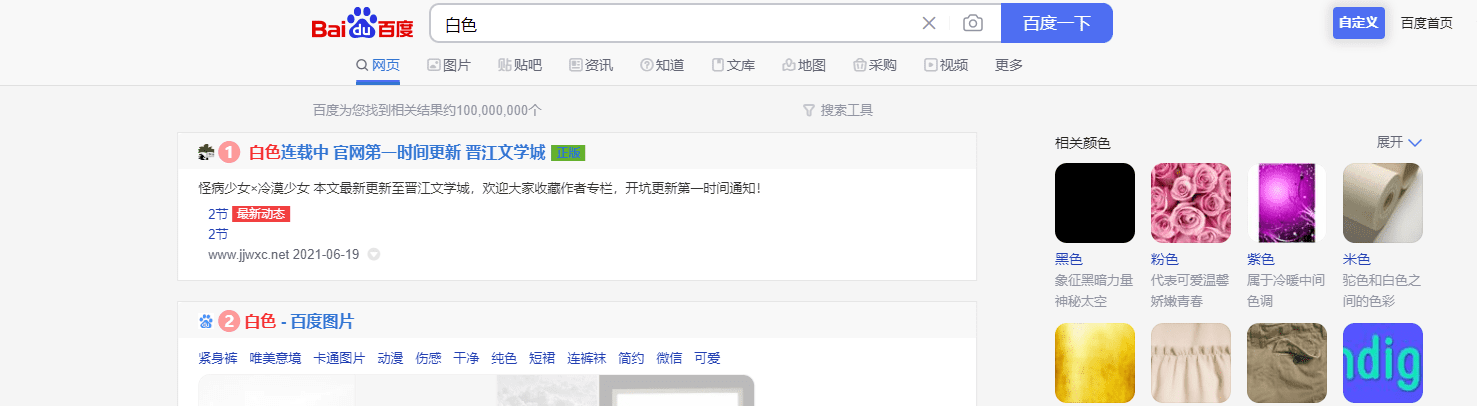 Bai du 百度 白色 百度一下 自定义 百度首页
网页 图片 贴吧 资讯 知道 文库 地图 采购 视频 更多
百度为您找到相关结果约100,000,000个 搜索工具
1 白色连载中 官网第一时间更新 晋江文学城 正版
怪病少女×冷漠少女 本文最新更新至晋江文学城，欢迎大家收藏作者专栏，开坑更新第一时间通知！
2节 最新动态
2节
www.jjwxc.net 2021-06-19
2 白色 - 百度图片
紧身裤 唯美意境 卡通图片 动漫 伤感 干净 纯色 短裙 连裤袜 简约 微信 可爱
相关颜色 展开
黑色 粉色 紫色 米色
象征黑暗力量 代表可爱温馨 属于冷暖中间 驼色和白色之
神秘太空 娇嫩青春 色调 间的色彩
ndig